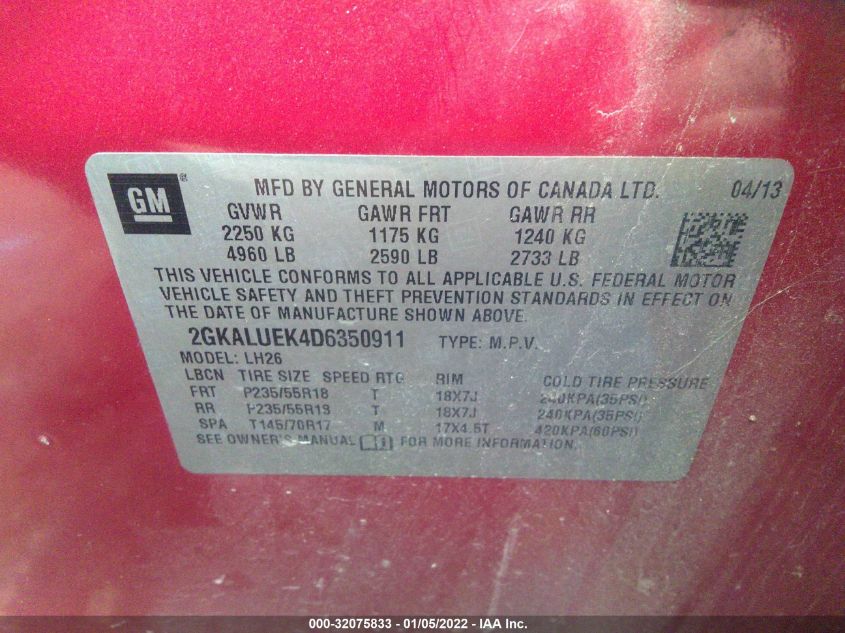 GM ®
MFD BY GENERAL MOTORS OF CANADA LTD. 04/13
GVWR GAWR FRT GAWR RR
2250 KG 1175 KG 1240 KG
4960 LB 2590 LB 2733 LB
THIS VEHICLE CONFORMS TO ALL APPLICABLE U.S. FEDERAL MOTOR
VEHICLE SAFETY AND THEFT PREVENTION STANDARDS IN EFFECT ON
THE DATE OF MANUFACTURE SHOWN ABOVE.
2GKALUEK4D6350911 TYPE: M.P.V.
MODEL: LH26
LBCN TIRE SIZE SPEED RTG RIM COLD TIRE PRESSURE
FRT P235/55R18 T 18X7J 240KPA(35PSI)
RR P235/55R18 T 18X7J 240KPA(35PSI)
SPA T145/70R17 M 17X4.5T 420KPA(60PSI)
SEE OWNER'S MANUAL FOR MORE INFORMATION.
000-32075833 - 01/05/2022 - IAA Inc.